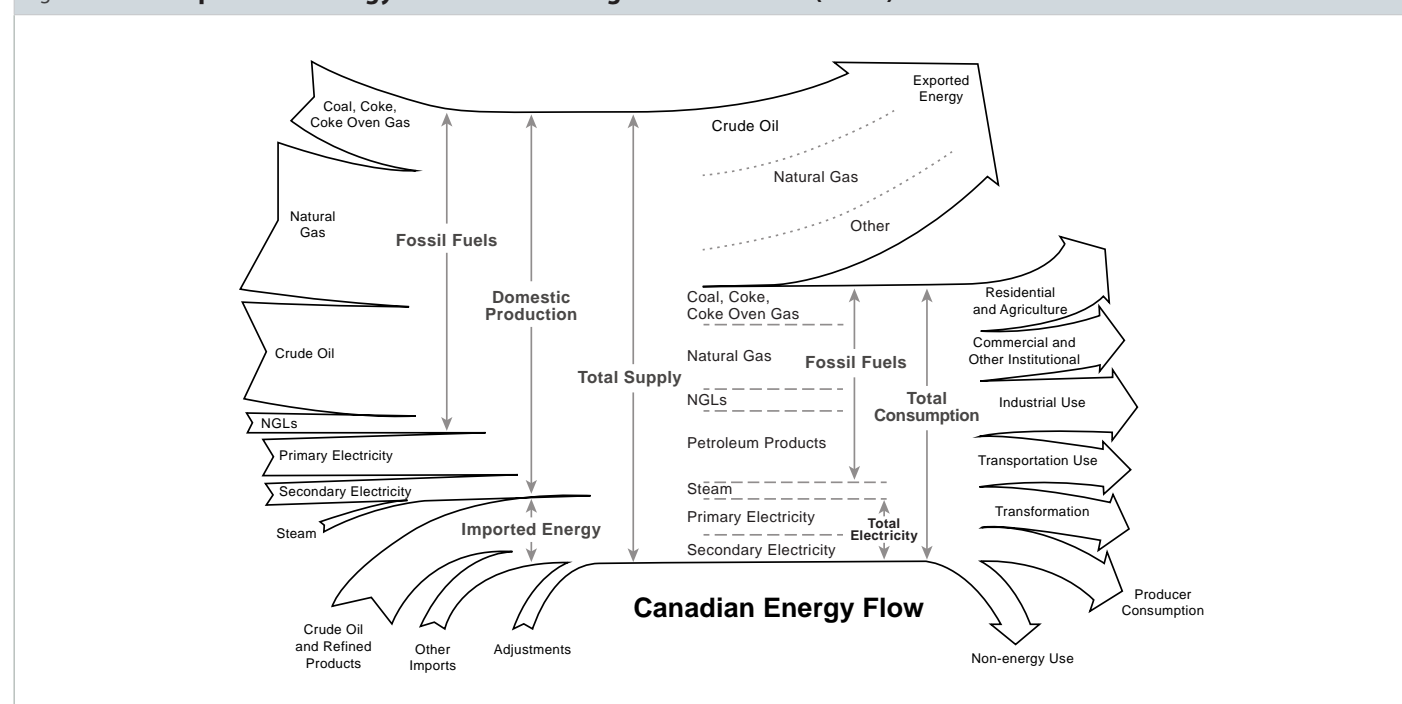 Coal, Coke,
Coke Oven Gas
Natural
Gas
Crude Oil
NGLs
Primary Electricity
Secondary Electricity
Steam
Crude Oil
and Refined
Products
Other
Imports
Adjustments
Fossil Fuels
Domestic
Production
Imported Energy
Total Supply
Crude Oil
Natural Gas
Other
Exported
Energy
Coal, Coke,
Coke Oven Gas
Natural Gas
NGLs
Petroleum Products
Steam
Primary Electricity
Secondary Electricity
Fossil Fuels
Total
Electricity
Total
Consumption
Residential
and Agriculture
Commercial and
Other Institutional
Industrial Use
Transportation Use
Transformation
Producer
Consumption
Non-energy Use
Canadian Energy Flow